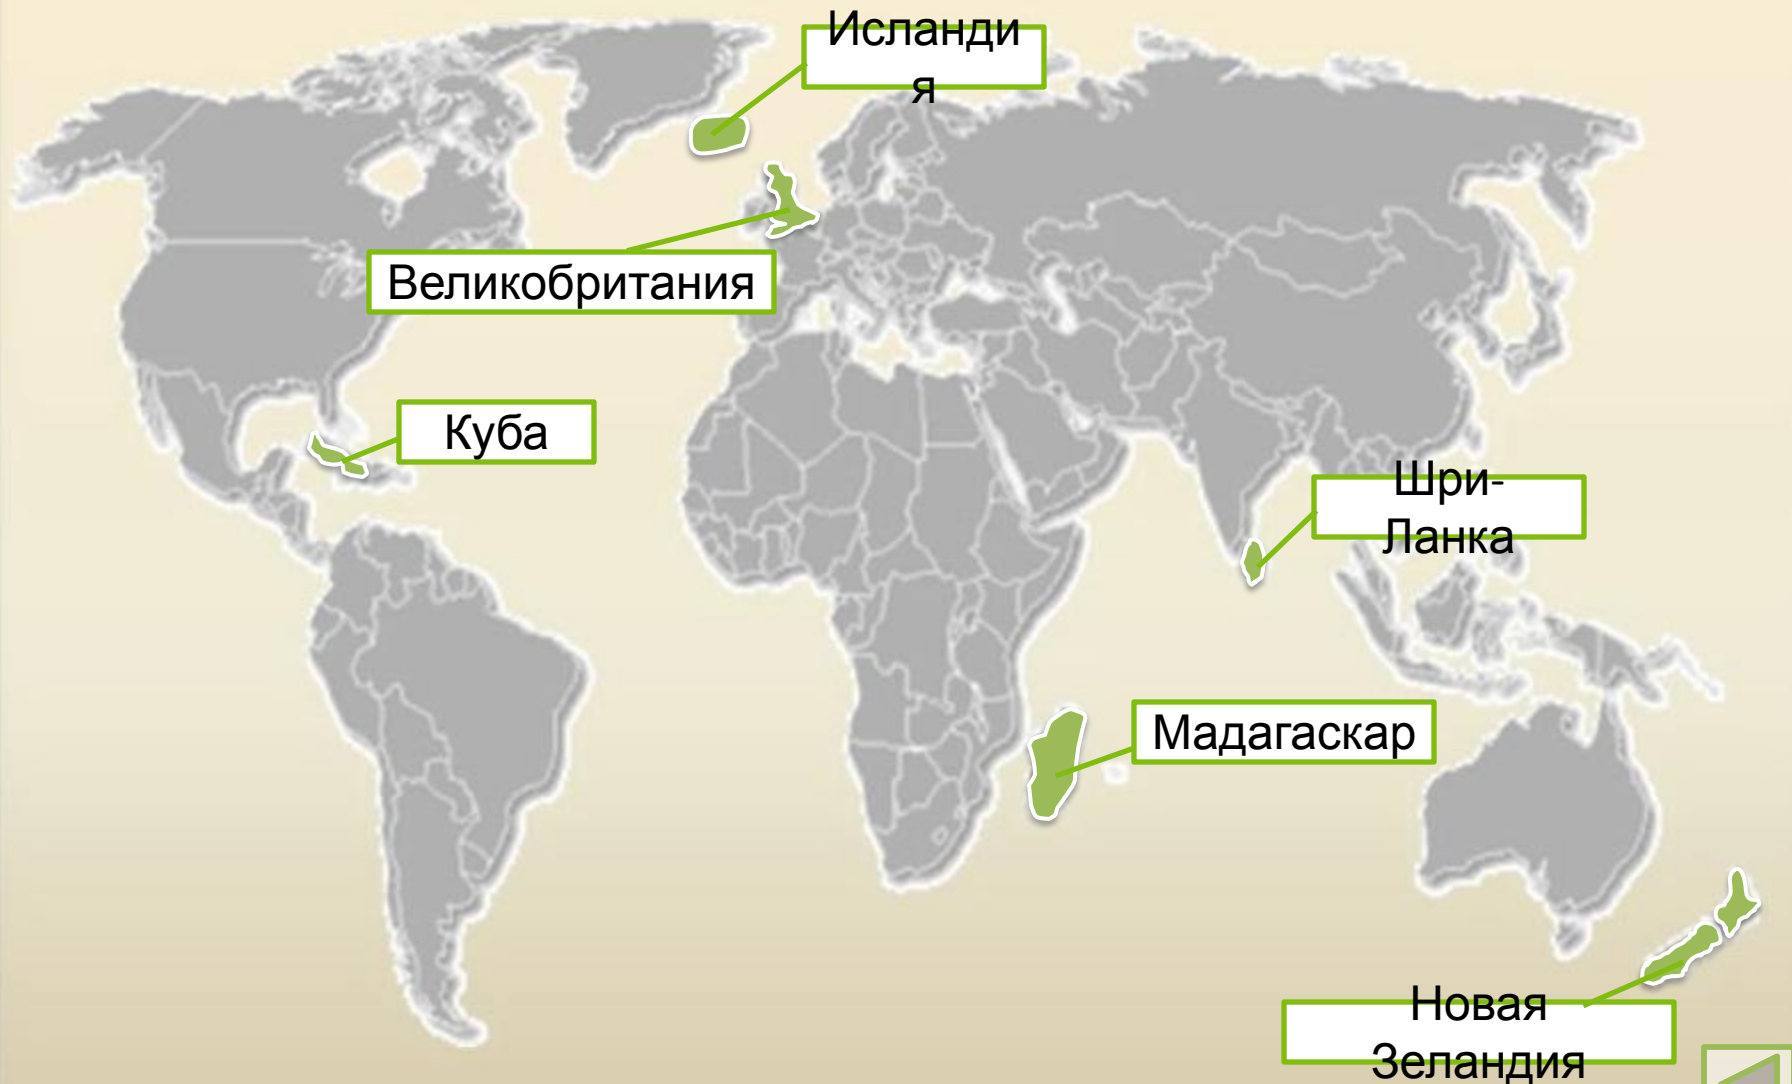 Исланди
я
Великобритания
Куба
Шри-
Ланка
Мадагаскар
Новая
Зеландия